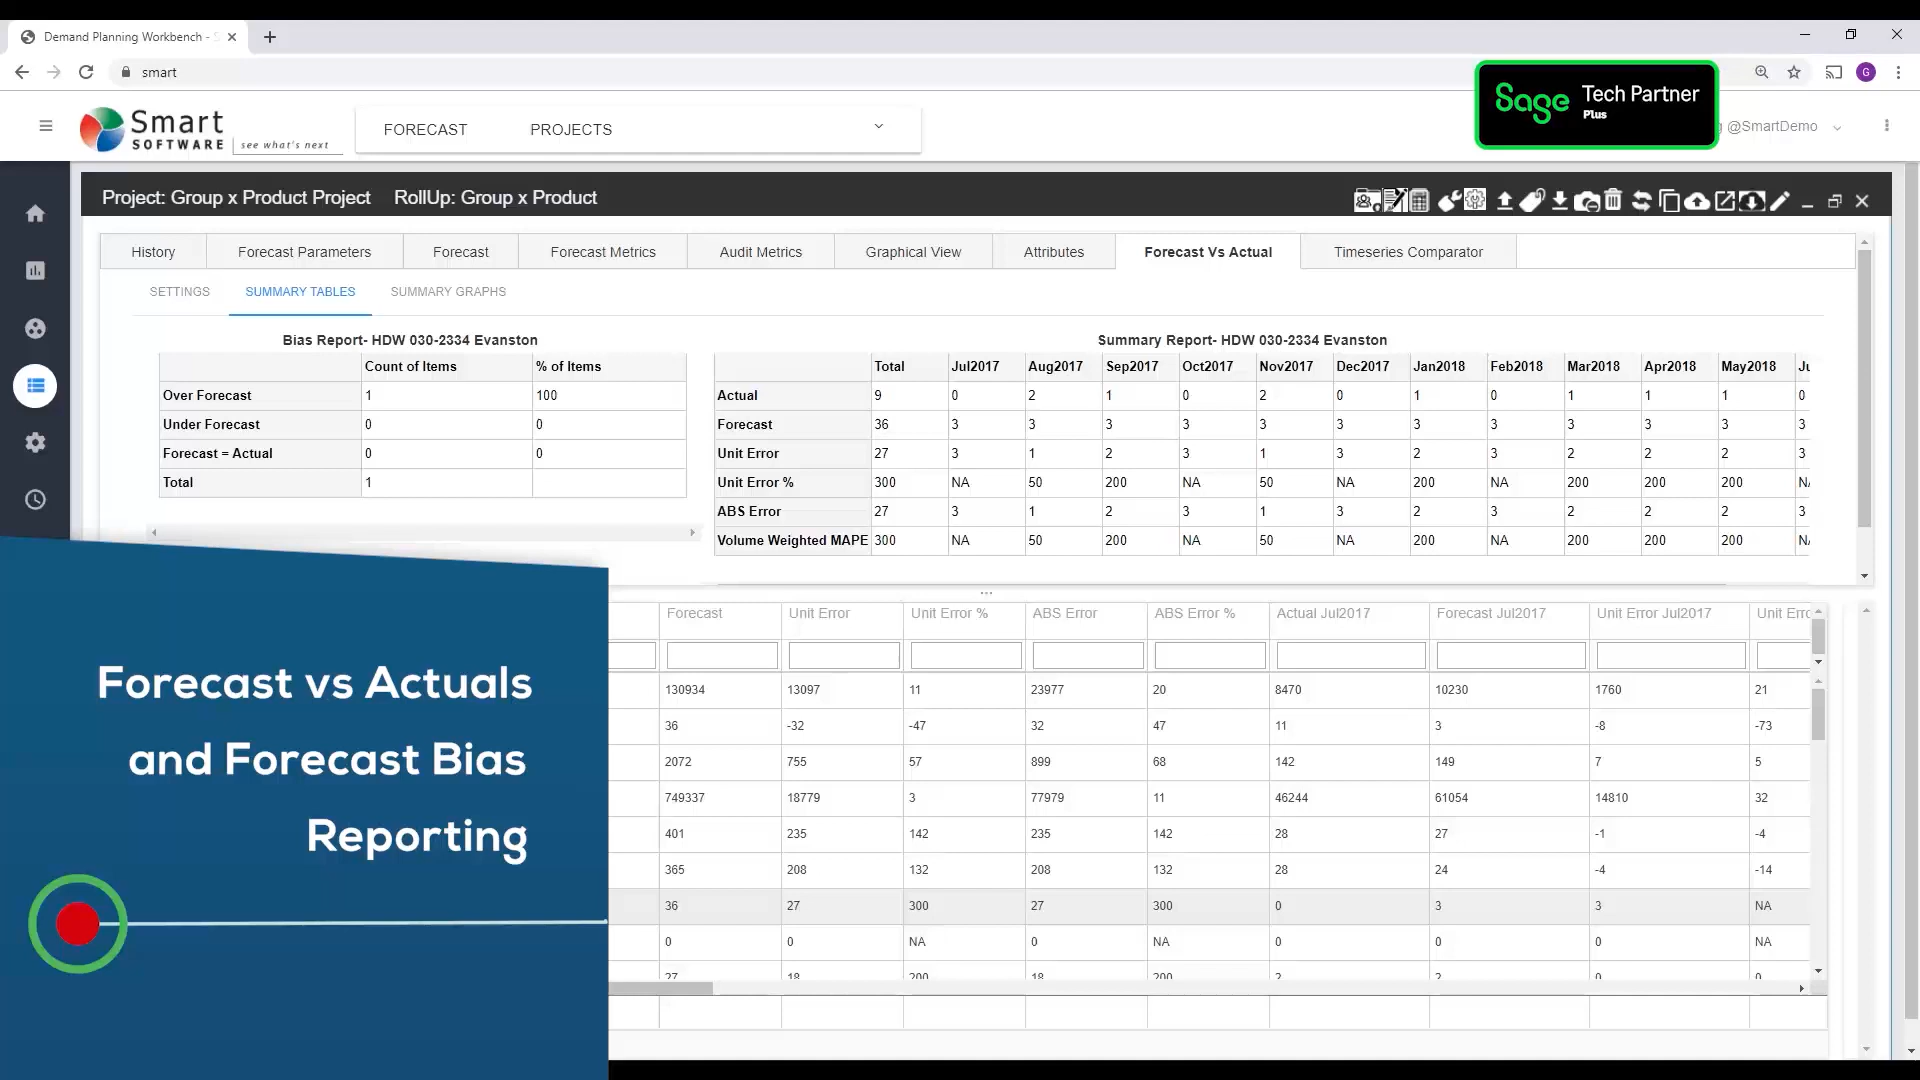 Demand Planning Workbench - S
smart
G
Smart
SOFTWARE
see what's next
FORECAST PROJECTS
Sage Tech Partner
Plus
@SmartDemo
Project: Group x Product Project RollUp: Group x Product
History Forecast Parameters Forecast Forecast Metrics Audit Metrics Graphical View Attributes Forecast Vs Actual Timeseries Comparator
SETTINGS SUMMARY TABLES SUMMARY GRAPHS
Bias Report- HDW 030-2334 Evanston
Count of Items % of Items
Over Forecast 1 100
Under Forecast 0 0
Forecast = Actual 0 0
Total 1
Summary Report- HDW 030-2334 Evanston
Total Jul2017 Aug2017 Sep2017 Oct2017 Nov2017 Dec2017 Jan2018 Feb2018 Mar2018 Apr2018 May2018 Ju
Actual 9 0 2 1 0 2 0 1 0 1 1 1 0
Forecast 36 3 3 3 3 3 3 3 3 3 3 3 3
Unit Error 27 3 1 2 3 1 3 2 3 2 2 2 3
Unit Error % 300 NA 50 200 NA 50 NA 200 NA 200 200 200 NA
ABS Error 27 3 1 2 3 1 3 2 3 2 2 2 3
Volume Weighted MAPE 300 NA 50 200 NA 50 NA 200 NA 200 200 200 NA
Forecast Unit Error Unit Error % ABS Error ABS Error % Actual Jul2017 Forecast Jul2017 Unit Error Jul2017 Unit Erro
130934 13097 11 23977 20 8470 10230 1760 21
36 -32 -47 32 47 11 3 -8 -73
2072 755 57 899 68 142 149 7 5
749337 18779 3 77979 11 46244 61054 14810 32
401 235 142 235 142 28 27 -1 -4
365 208 132 208 132 28 24 -4 -14
36 27 300 27 300 0 3 3 NA
0 0 NA 0 NA 0 0 0 NA
27 18 200 18 200 2 2 0 0
Forecast vs Actuals
and Forecast Bias
Reporting